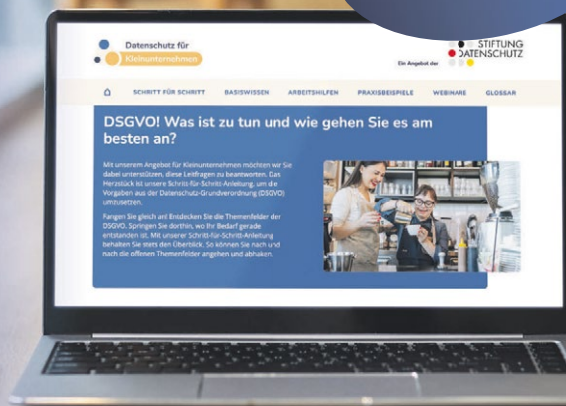 Datenschutz für
Kleinunternehmen
Ein Angebot der
STIFTUNG
DATENSCHUTZ
SCHRITT FÜR SCHRITT BASISWISSEN ARBEITSHILFEN PRAXISBEISPIELE WEBINARE GLOSSAR
DSGVO! Was ist zu tun und wie gehen Sie es am
besten an?
Mit unserem Angebot für Kleinunternehmen möchten wir Sie
dabei unterstützen, diese Leitfragen zu beantworten. Das
Herzstück ist unsere Schritt-für-Schritt-Anleitung, um die
Vorgaben aus der Datenschutz-Grundverordnung (DSGVO)
umzusetzen.
Fangen Sie gleich an! Entdecken Sie die Themenfelder der
DSGVO. Springen Sie dorthin, wo Ihr Bedarf gerade
entstanden ist. Mit unserer Schritt-für-Schritt-Anleitung
behalten Sie stets den Überblick. So können Sie nach und
nach die offenen Themenfelder angehen und abhaken.